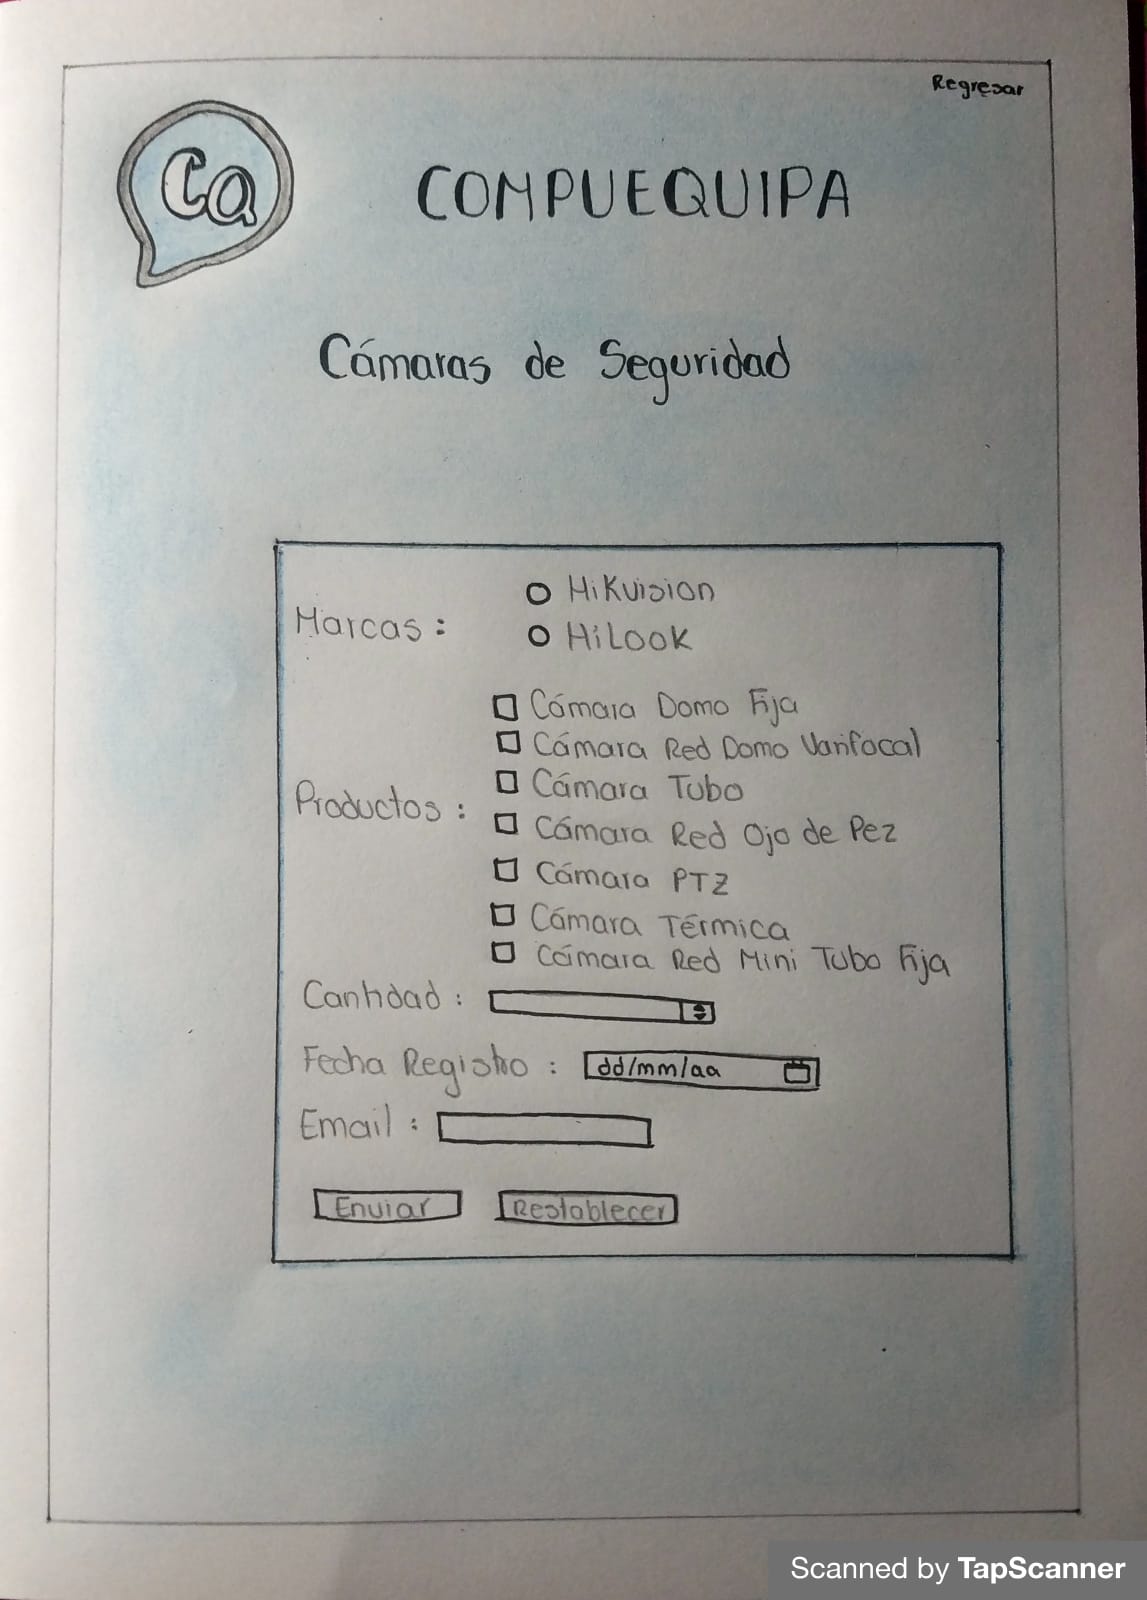 Regresar
Ca
COMPUEQUIPA
Cámaras de Seguridad
Marcas :
Hikvision
HiLook
Productos :
Cámara Domo Fija
Cámara Red Domo Varifocal
Cámara Tubo
Cámara Red Ojo de Pez
Cámara PTZ
Cámara Térmica
Cámara Red Mini Tubo Fija
Cantidad :
Fecha Registro : dd/mm/aa
Email :
Enviar Restablecer
Scanned by TapScanner